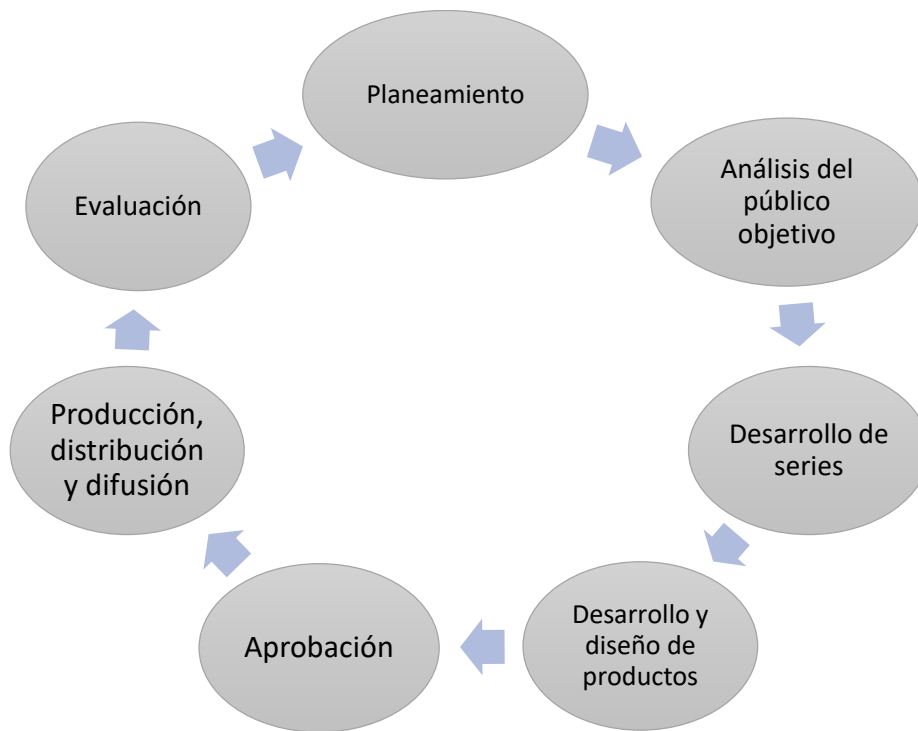 Planeamiento
Análisis del
público
objetivo
Desarrollo de
series
Desarrollo y
diseño de
productos
Aprobación
Producción,
distribución
y difusión
Evaluación